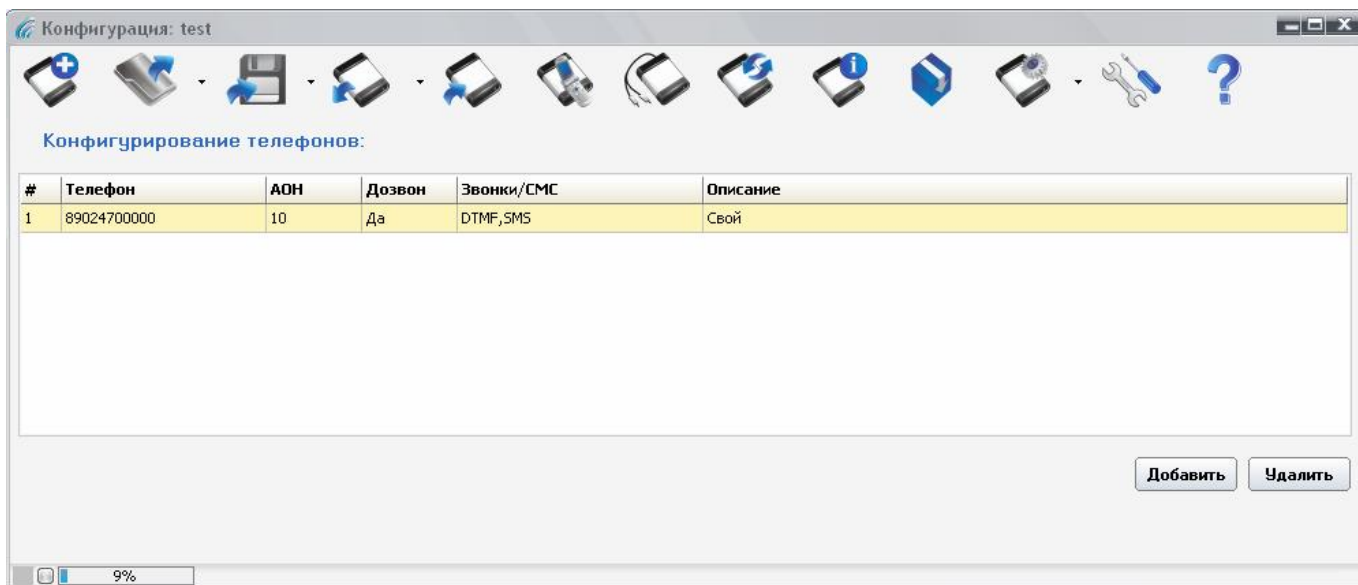 Конфигурация: test
Конфигурирование телефонов:
# Телефон АОН Дозвон Звонки/СМС Описание
1 89024700000 10 Да DTMF,SMS Свой
Добавить Удалить
9%